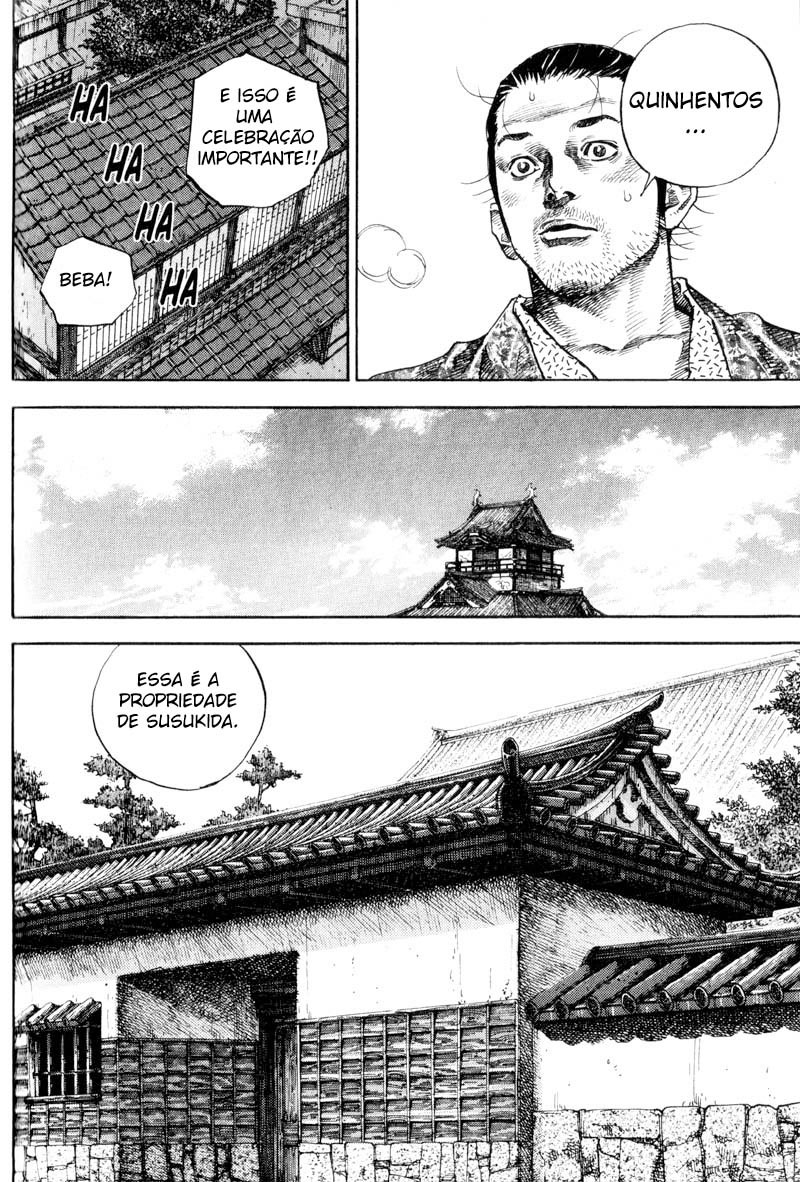 QUINHENTOS
...
E ISSO É
UMA
CELEBRAÇÃO
IMPORTANTE!!
HA
HA
HA
HA
BEBA!
ESSA É A
PROPRIEDADE
DE SUSUKIDA.